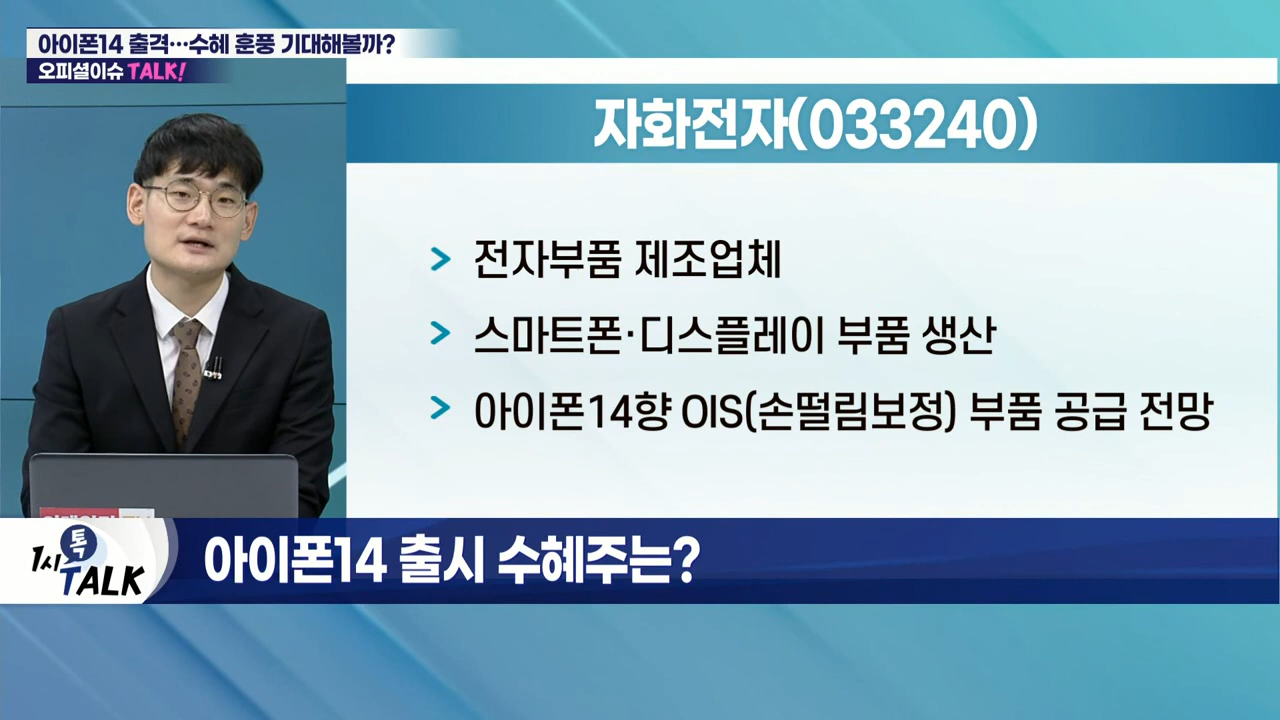 아이폰14 출격…수혜 훈풍 기대해볼까?
오피셜이슈 TALK!
자화전자(033240)
> 전자부품 제조업체
> 스마트폰·디스플레이 부품 생산
> 아이폰14향 OIS(손떨림보정) 부품 공급 전망
1시 톡 TALK
아이폰14 출시 수혜주는?